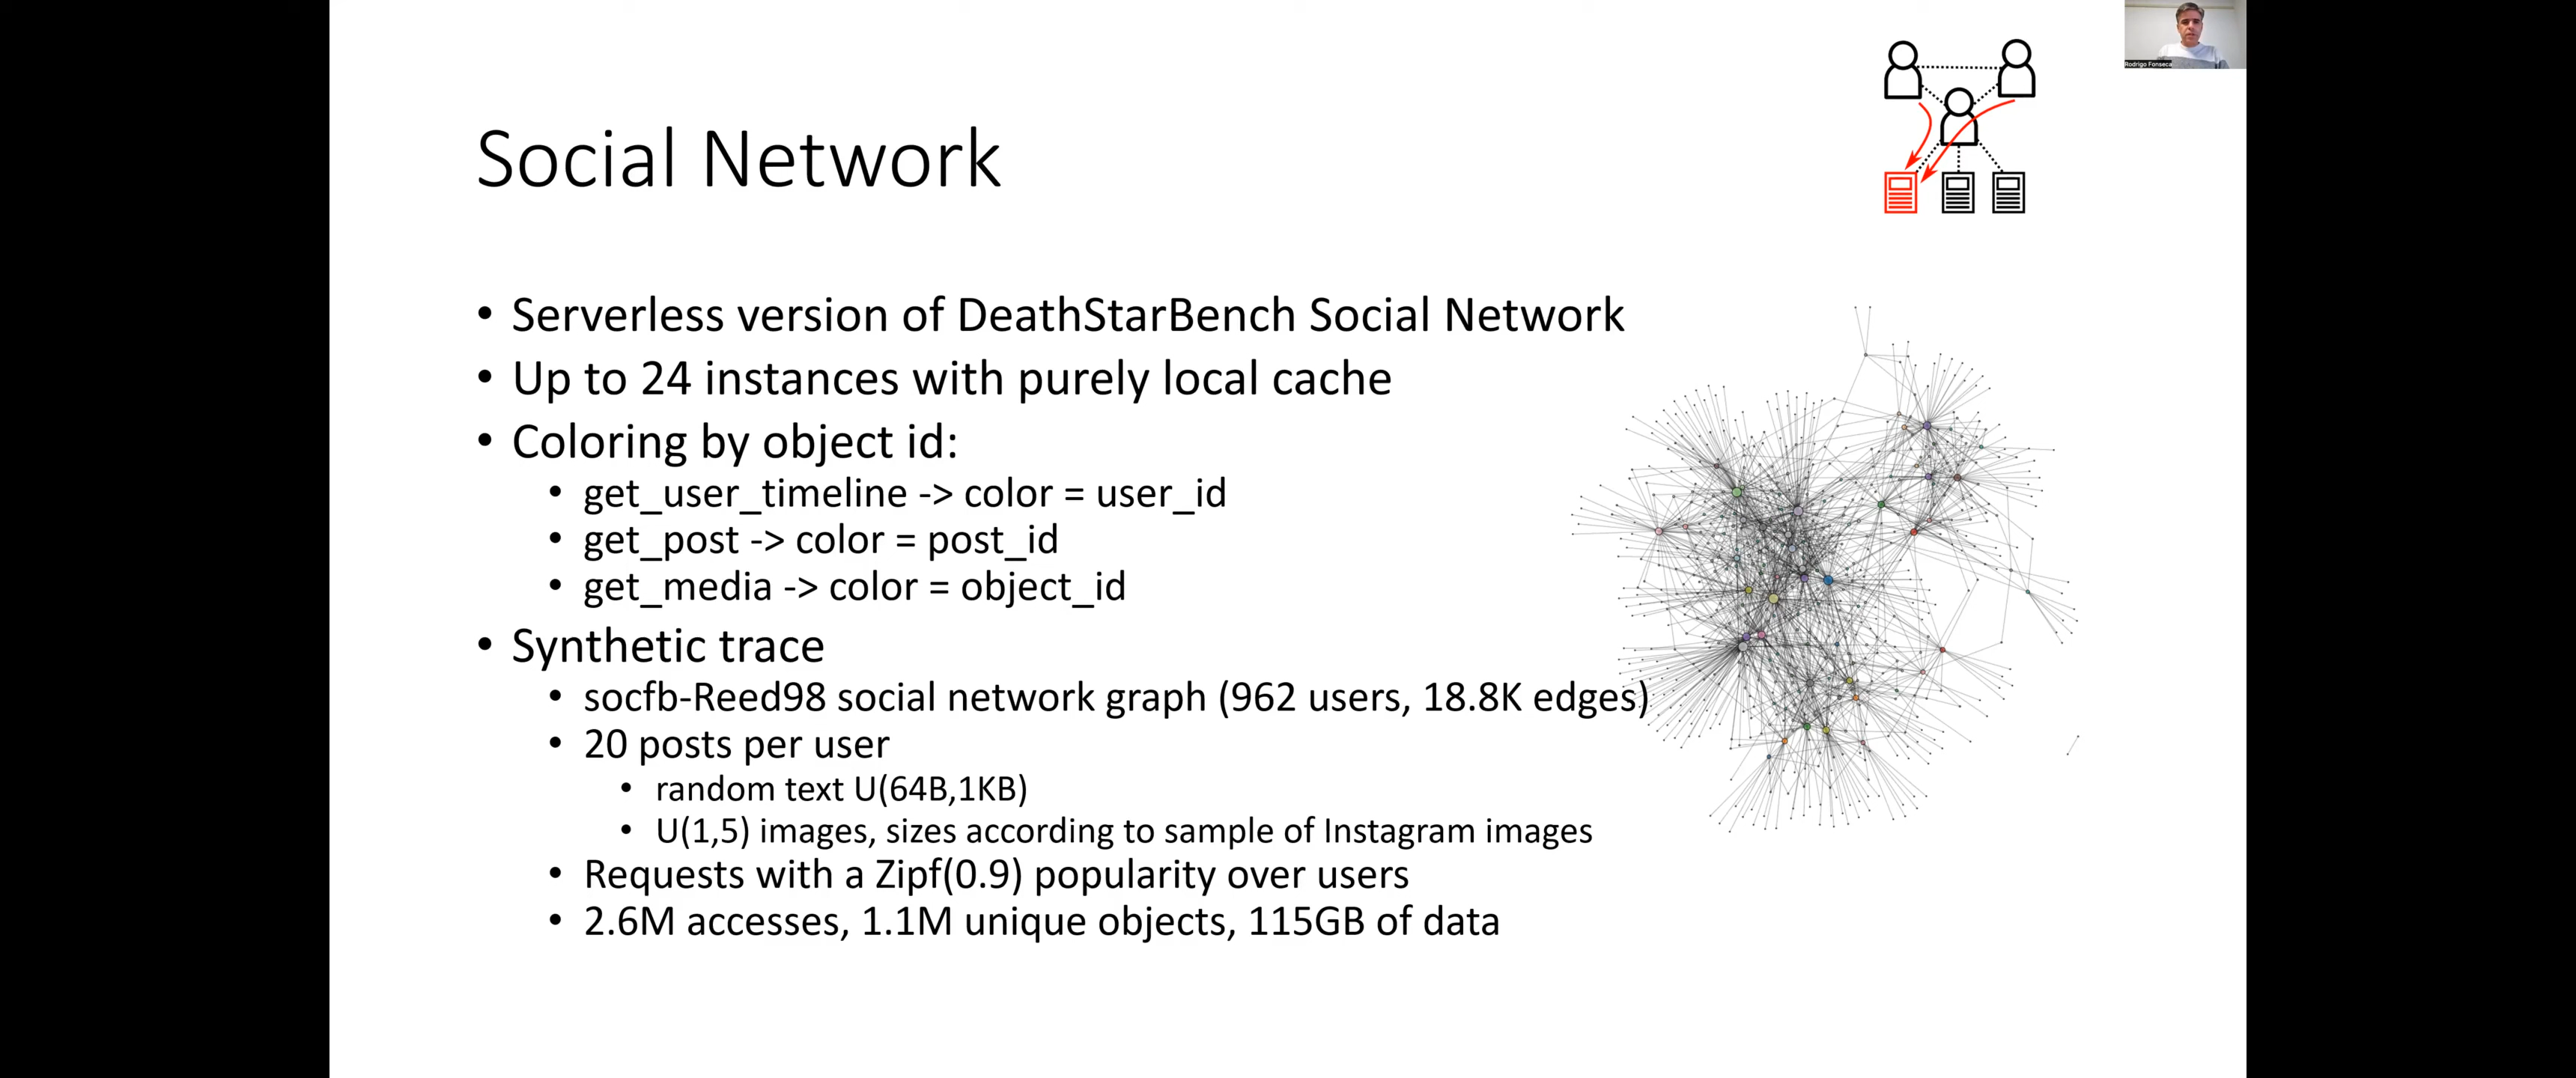 Rodrigo Fonseca
Social Network
• Serverless version of DeathStarBench Social Network
• Up to 24 instances with purely local cache
• Coloring by object id:
• get_user_timeline -> color = user_id
• get_post -> color = post_id
• get_media -> color = object_id
• Synthetic trace
• socfb-Reed98 social network graph (962 users, 18.8K edges)
• 20 posts per user
• random text U(64B,1KB)
• U(1,5) images, sizes according to sample of Instagram images
• Requests with a Zipf(0.9) popularity over users
• 2.6M accesses, 1.1M unique objects, 115GB of data